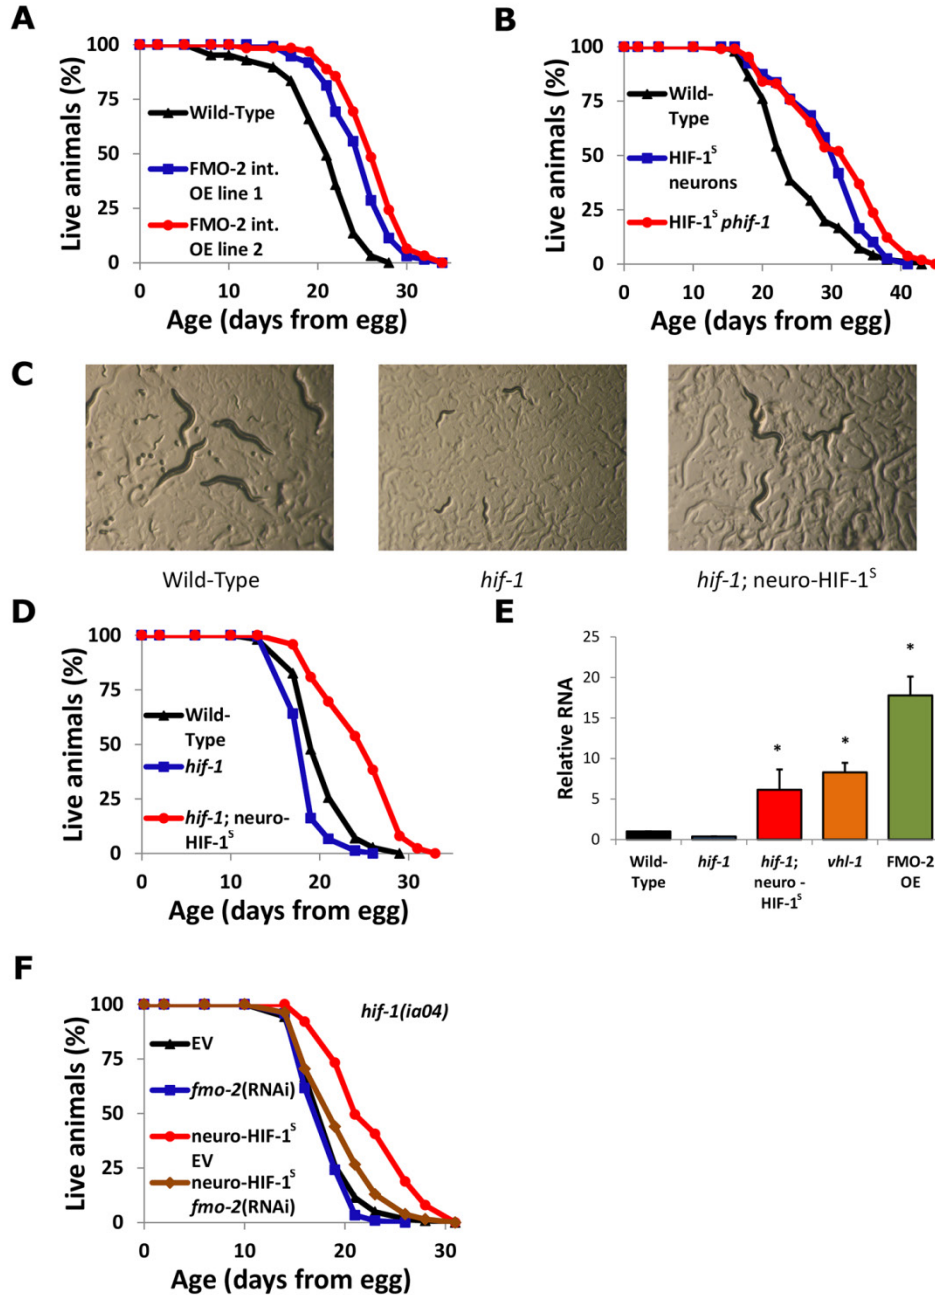 A
100
75
50
25
0
Live animals (%)
Wild-Type
FMO-2 int.
OE line 1
FMO-2 int.
OE line 2
0 10 20 30
Age (days from egg)
B
100
75
50
25
0
Live animals (%)
Wild-
Type
HIF-1ˢ
neurons
HIF-1ˢ phif-1
0 10 20 30 40
Age (days from egg)
C
Wild-Type
hif-1
hif-1; neuro-HIF-1ˢ
D
100
75
50
25
0
Live animals (%)
Wild-
Type
hif-1
hif-1; neuro-
HIF-1ˢ
0 10 20 30
Age (days from egg)
E
25
20
15
10
5
0
Relative RNA
*
*
*
Wild-
Type
hif-1
hif-1;
neuro -
HIF-1ˢ
vhl-1
FMO-2
OE
F
100
75
50
25
0
Live animals (%)
hif-1(ia04)
EV
fmo-2(RNAi)
neuro-HIF-1ˢ
EV
neuro-HIF-1ˢ
fmo-2(RNAi)
0 10 20 30
Age (days from egg)